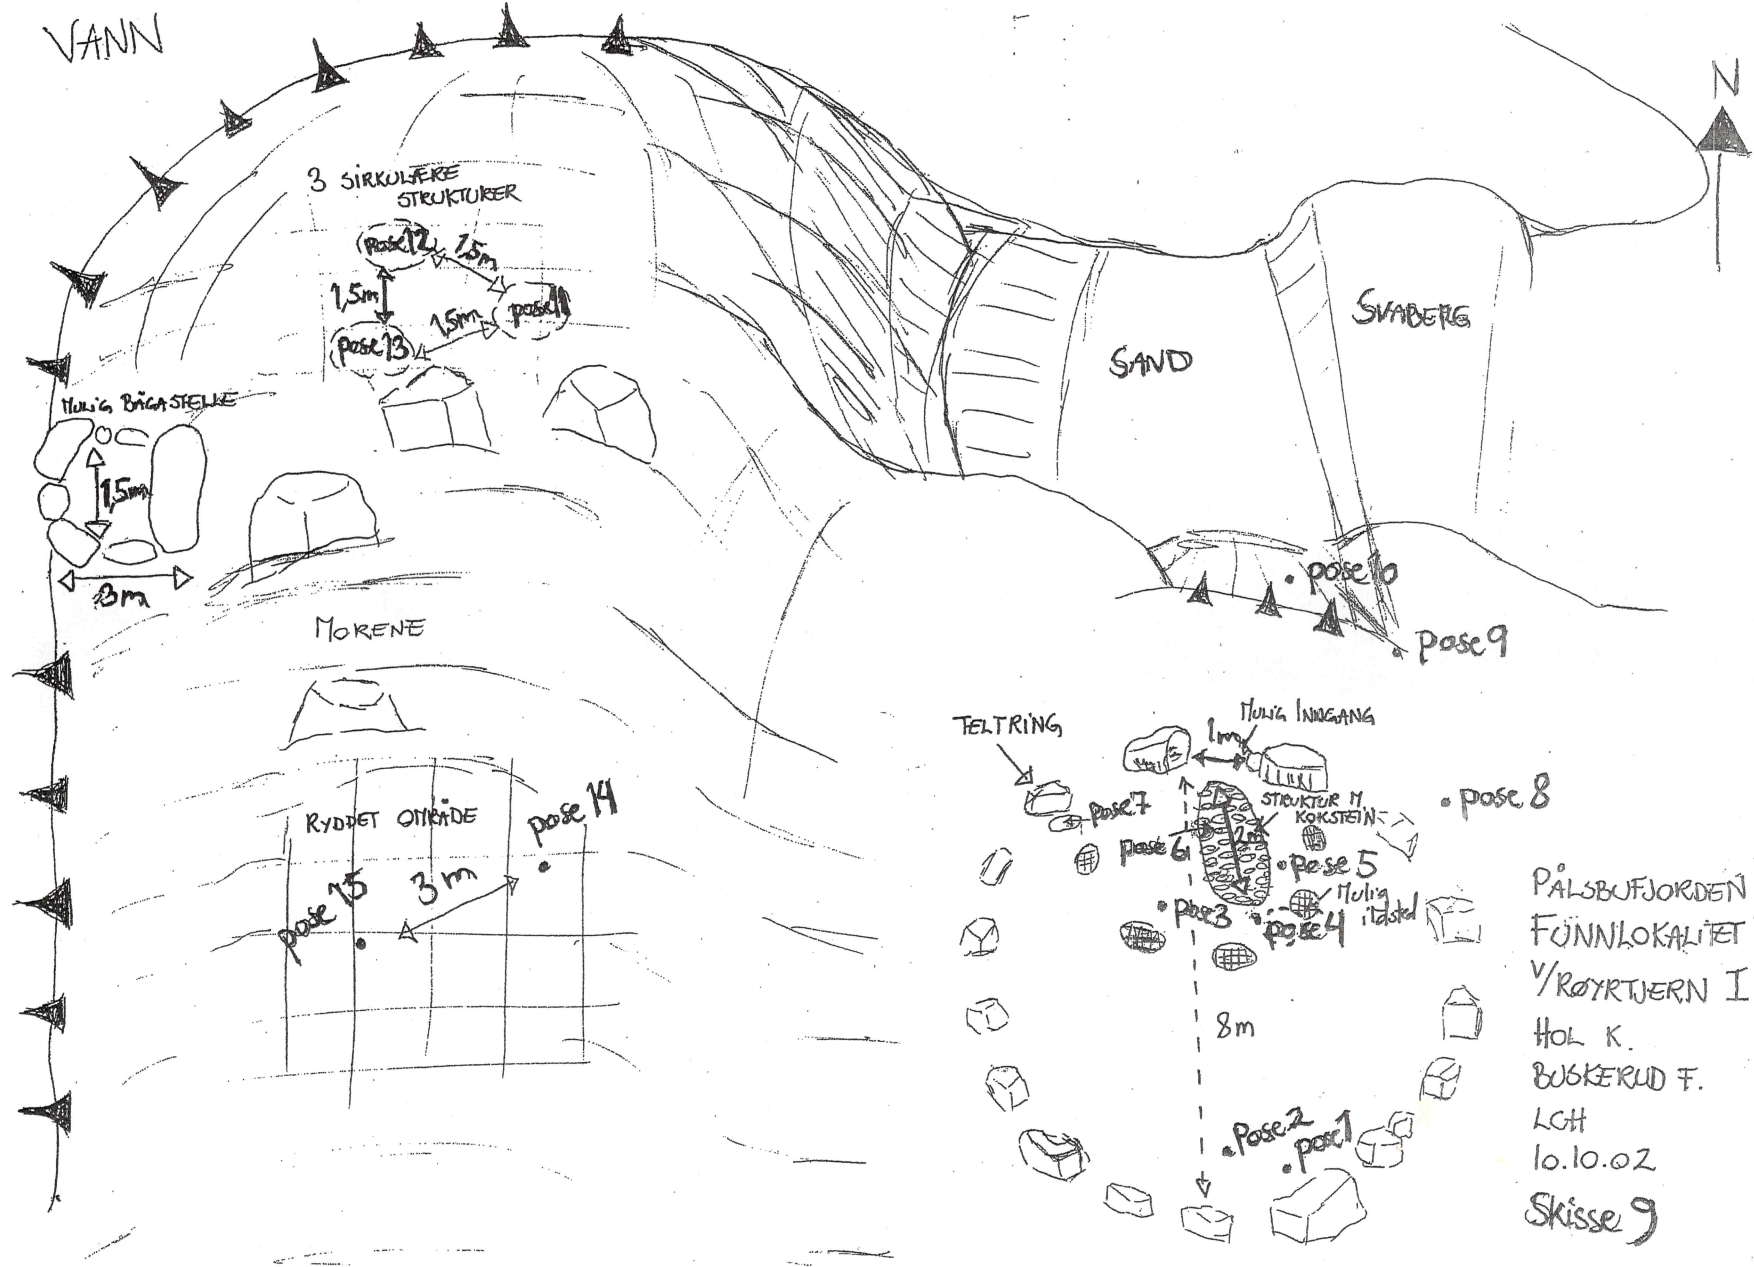 VANN
N
3 SIRKULÆRE
STRUKTURER
pose 12
1,5m
1,5m
pose 11
1,5m
pose 13
SVABERG
SAND
MULIG BÅGASTELLE
1,5m
3m
pose 10
pose 9
MORENE
TELTRING
MULIG INNGANG
1m
RYDDET OMRÅDE
pose 14
pose 15
3m
pose 7
STRUKTUR M.
KOKSTEIN
pose 8
2m
pose 6
pose 5
Mulig
ildsted
pose 3
pose 4
8m
pose 2
pose 1
PÅLSBUFJORDEN
FUNNLOKALITET
V/RØYRTJERN I
HOL K.
BUSKERUD F.
LCH
10.10.02
Skisse 9